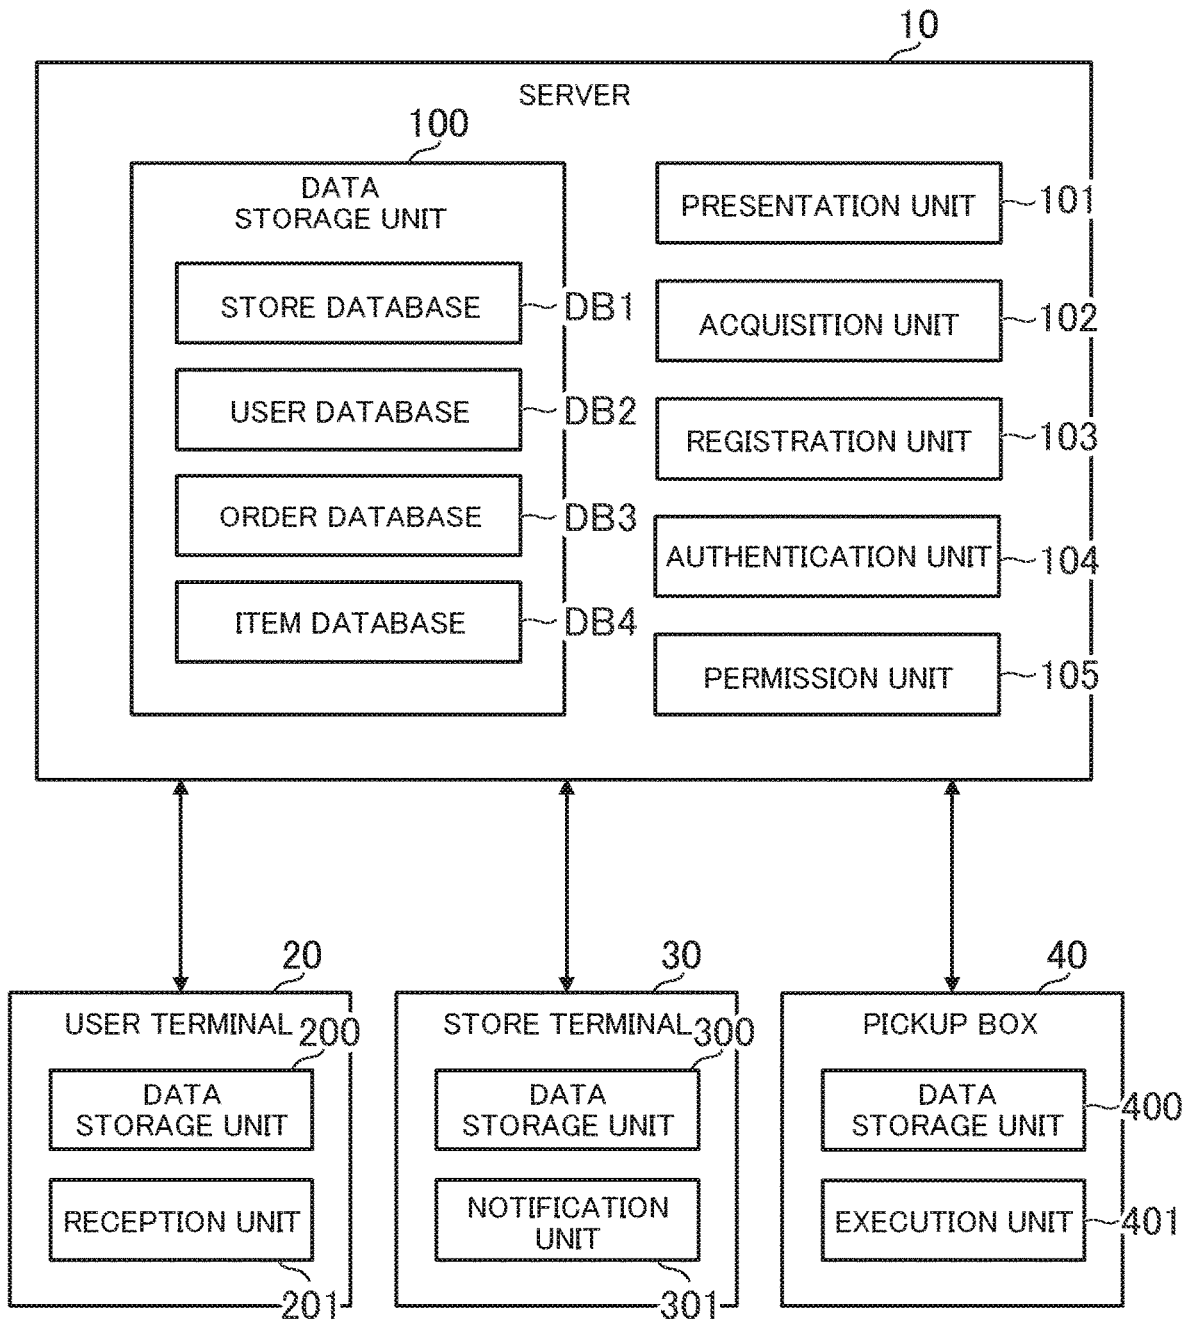 10
SERVER
100
DATA
STORAGE UNIT
STORE DATABASE
DB1
USER DATABASE
DB2
ORDER DATABASE
DB3
ITEM DATABASE
DB4
PRESENTATION UNIT
101
ACQUISITION UNIT
102
REGISTRATION UNIT
103
AUTHENTICATION UNIT
104
PERMISSION UNIT
105
20
USER TERMINAL
200
DATA
STORAGE UNIT
RECEPTION UNIT
201
30
STORE TERMINAL
300
DATA
STORAGE UNIT
NOTIFICATION
UNIT
301
40
PICKUP BOX
DATA
STORAGE UNIT
400
EXECUTION UNIT
401